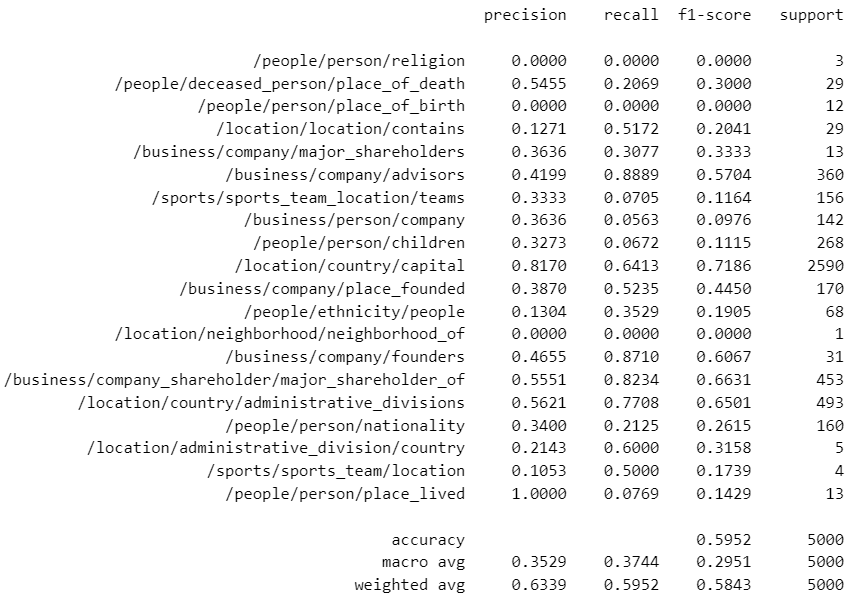 precision recall f1-score support
/people/person/religion 0.0000 0.0000 0.0000 3
/people/deceased_person/place_of_death 0.5455 0.2069 0.3000 29
/people/person/place_of_birth 0.0000 0.0000 0.0000 12
/location/location/contains 0.1271 0.5172 0.2041 29
/business/company/major_shareholders 0.3636 0.3077 0.3333 13
/business/company/advisors 0.4199 0.8889 0.5704 360
/sports/sports_team_location/teams 0.3333 0.0705 0.1164 156
/business/person/company 0.3636 0.0563 0.0976 142
/people/person/children 0.3273 0.0672 0.1115 268
/location/country/capital 0.8170 0.6413 0.7186 2590
/business/company/place_founded 0.3870 0.5235 0.4450 170
/people/ethnicity/people 0.1304 0.3529 0.1905 68
/location/neighborhood/neighborhood_of 0.0000 0.0000 0.0000 1
/business/company/founders 0.4655 0.8710 0.6067 31
/business/company_shareholder/major_shareholder_of 0.5551 0.8234 0.6631 453
/location/country/administrative_divisions 0.5621 0.7708 0.6501 493
/people/person/nationality 0.3400 0.2125 0.2615 160
/location/administrative_division/country 0.2143 0.6000 0.3158 5
/sports/sports_team/location 0.1053 0.5000 0.1739 4
/people/person/place_lived 1.0000 0.0769 0.1429 13
accuracy 0.5952 5000
macro avg 0.3529 0.3744 0.2951 5000
weighted avg 0.6339 0.5952 0.5843 5000